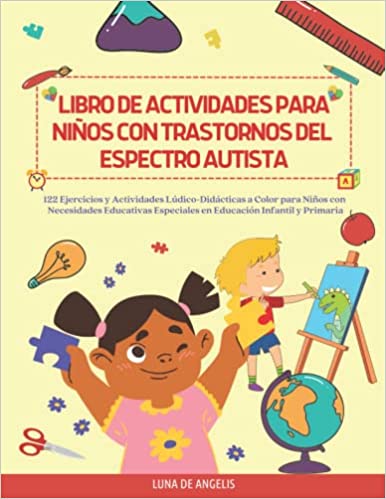 LIBRO DE ACTIVIDADES PARA
NIÑOS CON TRASTORNOS DEL
ESPECTRO AUTISTA
122 Ejercicios y Actividades Lúdico-Didácticas a Color para Niños con
Necesidades Educativas Especiales en Educación Infantil y Primaria
A
LUNA DE ANGELIS